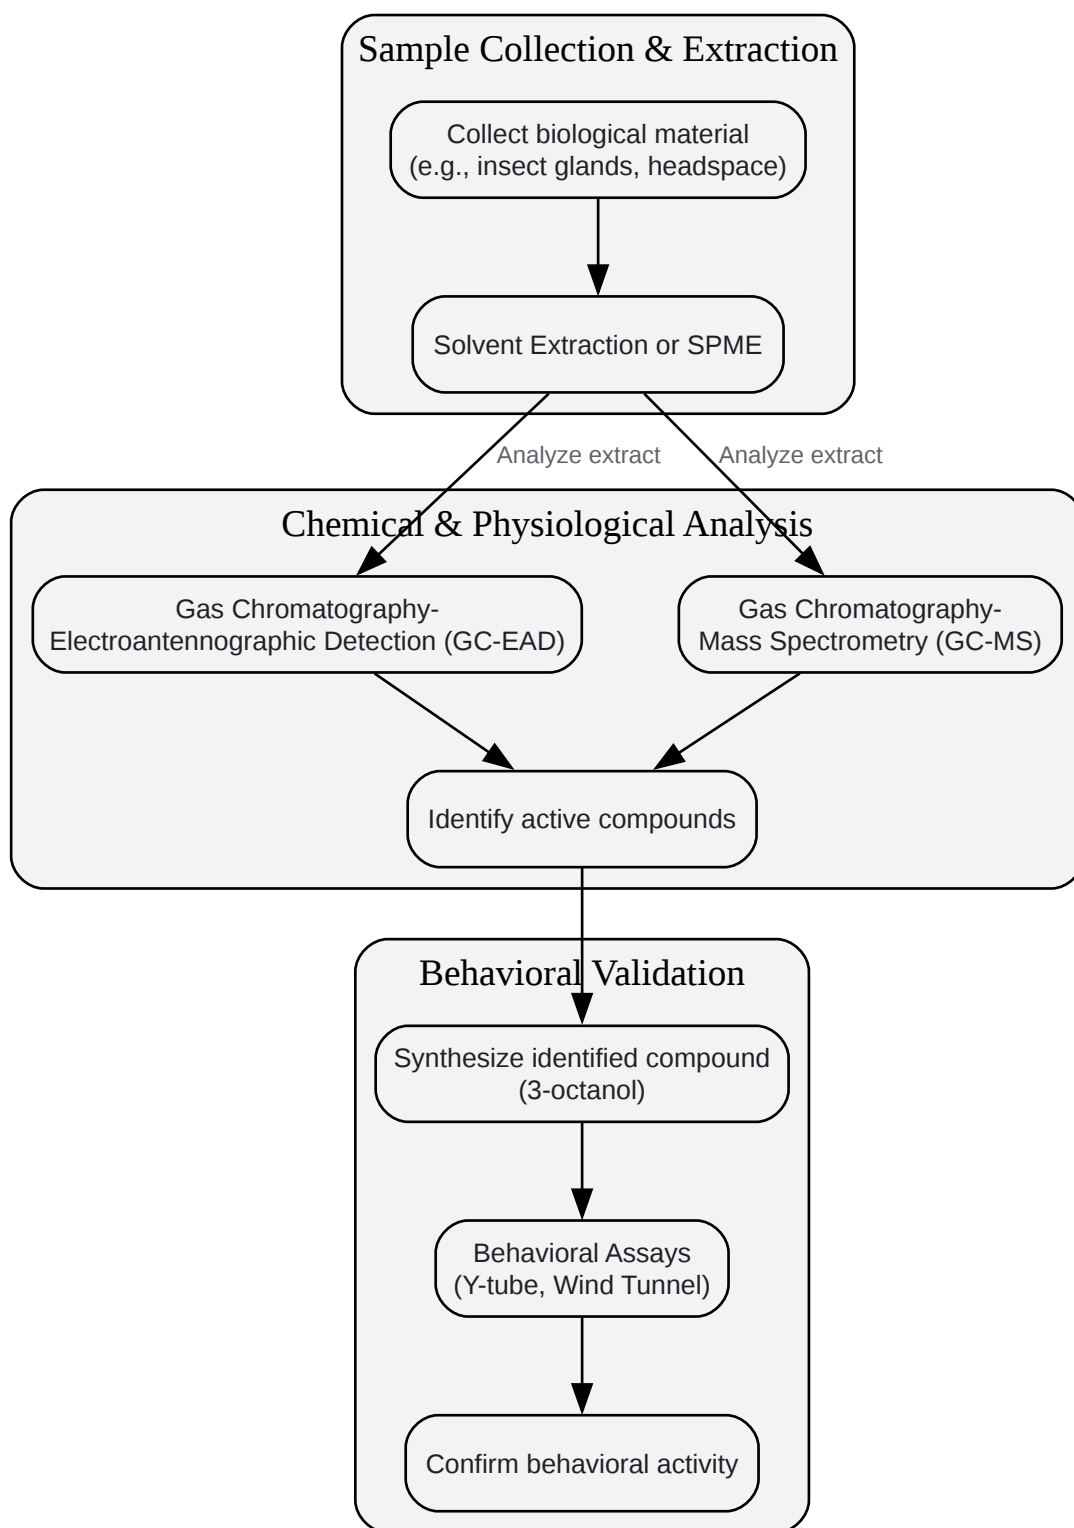 Sample Collection & Extraction
Collect biological material
(e.g., insect glands, headspace)
Solvent Extraction or SPME
Analyze extract
Analyze extract
Chemical & Physiological Analysis
Gas Chromatography-
Electroantennographic Detection (GC-EAD)
Gas Chromatography-
Mass Spectrometry (GC-MS)
Identify active compounds
Behavioral Validation
Synthesize identified compound
(3-octanol)
Behavioral Assays
(Y-tube, Wind Tunnel)
Confirm behavioral activity